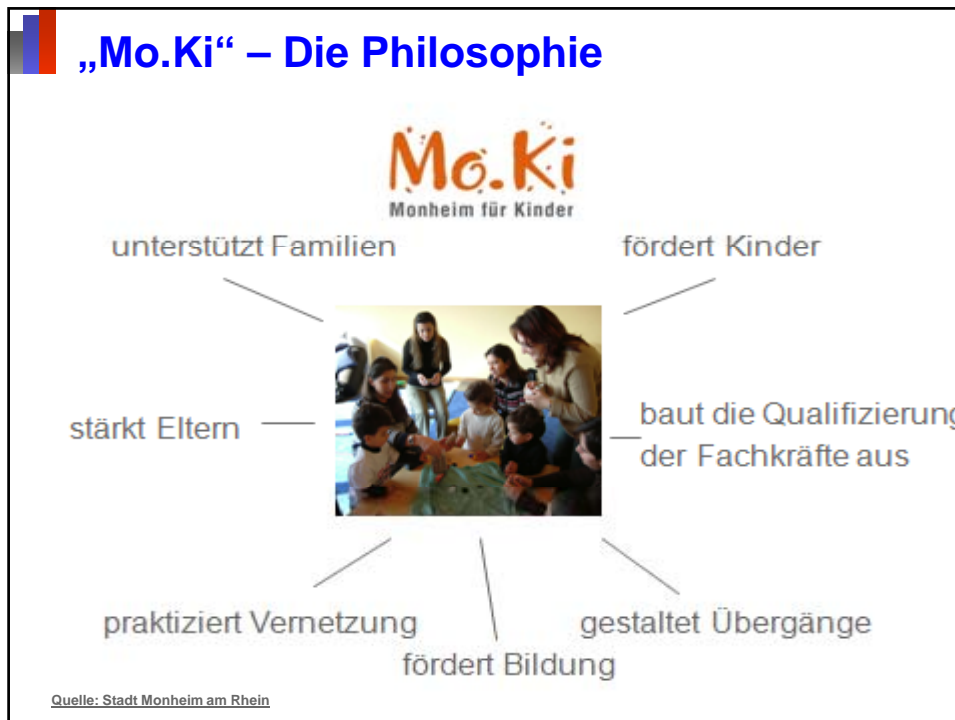 „Mo.Ki“ – Die Philosophie
Mo.Ki
Monheim für Kinder
unterstützt Familien
fördert Kinder
stärkt Eltern
baut die Qualifizierung
der Fachkräfte aus
praktiziert Vernetzung
gestaltet Übergänge
fördert Bildung
Quelle: Stadt Monheim am Rhein